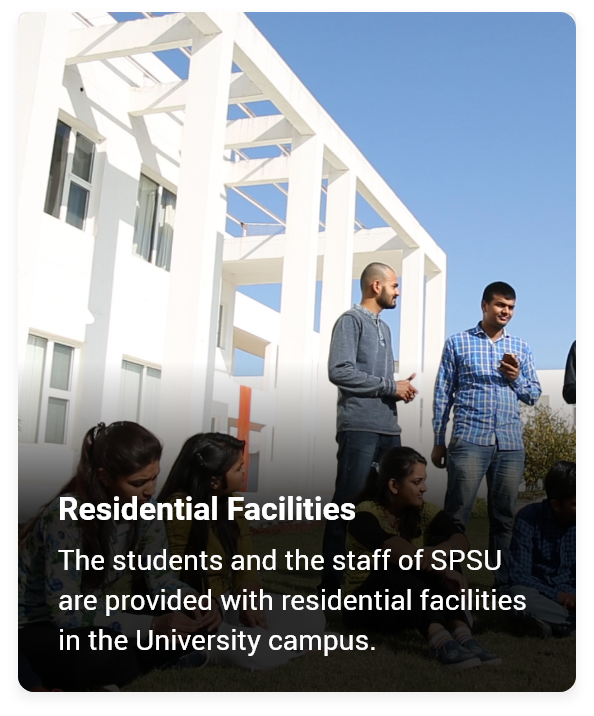 Residential Facilities
The students and the staff of SPSU
are provided with residential facilities
in the University campus.